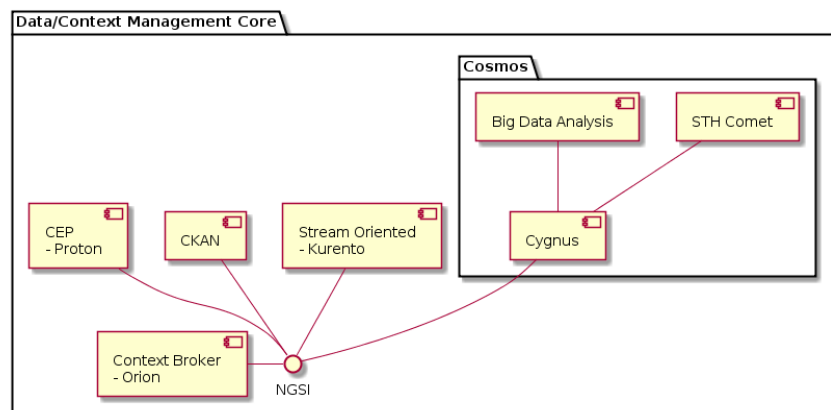 Data/Context Management Core
Cosmos
Big Data Analysis
STH Comet
CEP
- Proton
CKAN
Stream Oriented
- Kurento
Cygnus
Context Broker
- Orion
NGSI